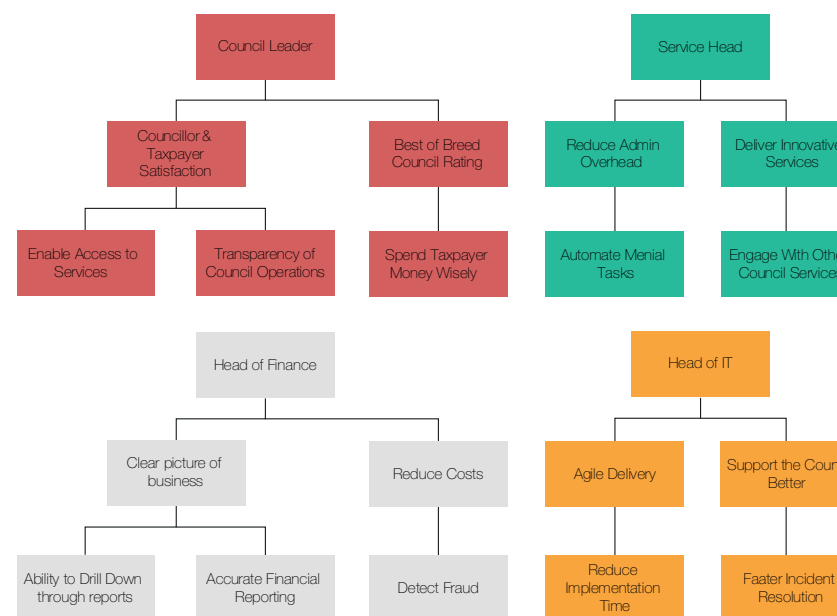 Council Leader
Councillor &
Taxpayer
Satisfaction
Best of Breed
Council Rating
Enable Access to
Services
Transparency of
Council Operations
Spend Taxpayer
Money Wisely
Service Head
Reduce Admin
Overhead
Deliver Innovative
Services
Automate Menial
Tasks
Engage With Othe
Council Services
Head of Finance
Clear picture of
business
Reduce Costs
Ability to Drill Down
through reports
Accurate Financial
Reporting
Detect Fraud
Head of IT
Agile Delivery
Support the Coun
Better
Reduce
Implementation
Time
Faater Incident
Resolution